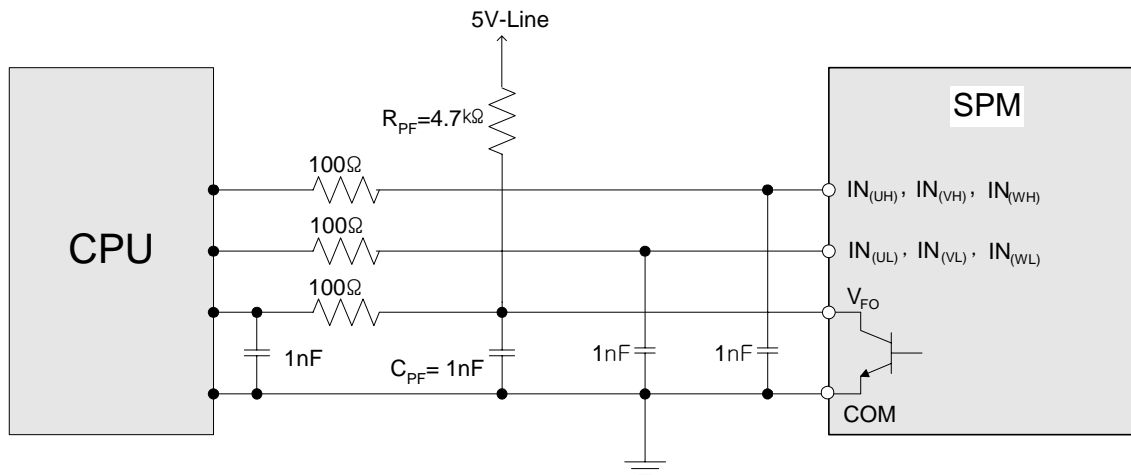 5V-Line
SPM
R_PF=4.7kΩ
100Ω
IN(UH), IN(VH), IN(WH)
100Ω
CPU
IN(UL), IN(VL), IN(WL)
100Ω
V_FO
1nF
C_PF= 1nF
1nF
1nF
COM